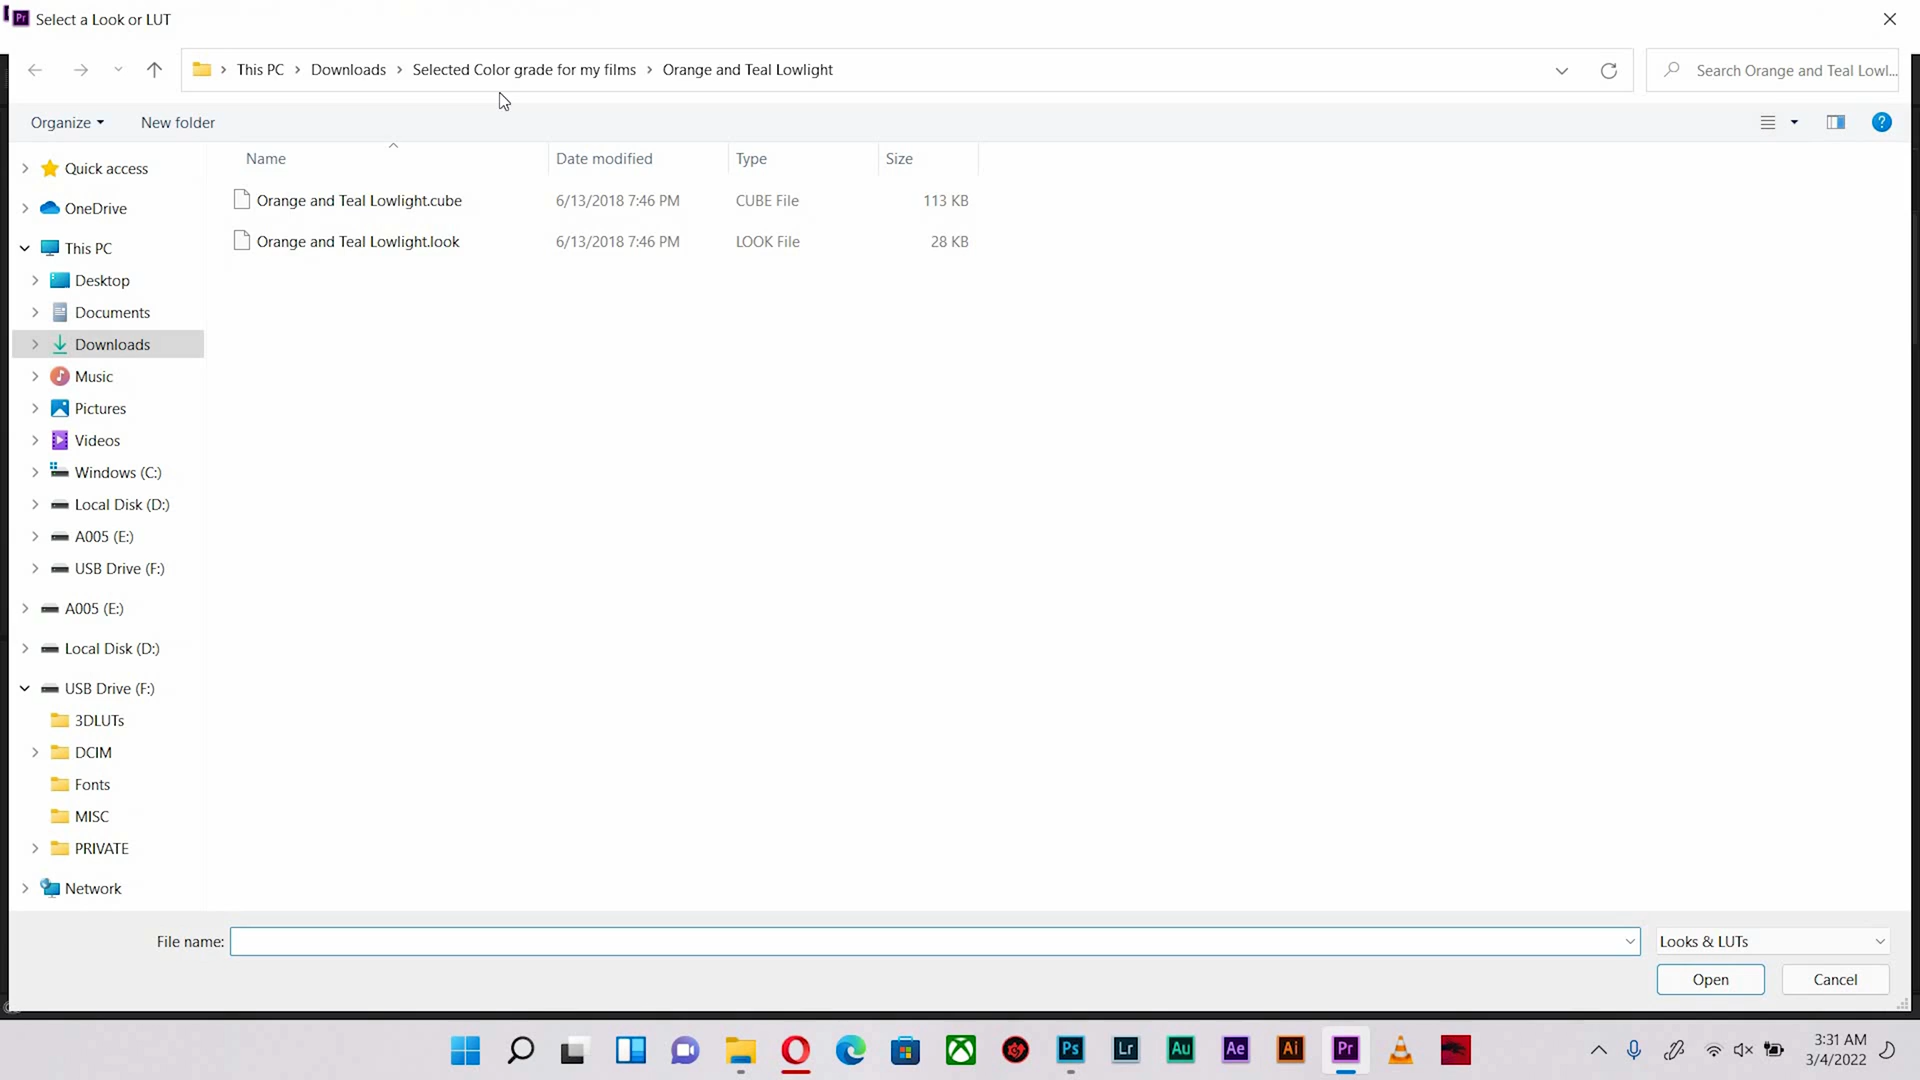 Pr Select a Look or LUT
This PC Downloads Selected Color grade for my films Orange and Teal Lowlight
Search Orange and Teal Lowl...
Organize New folder
?
Name Date modified Type Size
Orange and Teal Lowlight.cube 6/13/2018 7:46 PM CUBE File 113 KB
Orange and Teal Lowlight.look 6/13/2018 7:46 PM LOOK File 28 KB
Quick access
OneDrive
This PC
Desktop
Documents
Downloads
Music
Pictures
Videos
Windows (C:)
Local Disk (D:)
A005 (E:)
USB Drive (F:)
A005 (E:)
Local Disk (D:)
USB Drive (F:)
3DLUTs
DCIM
Fonts
MISC
PRIVATE
Network
File name:
Looks & LUTs
Open Cancel
Ps Lr Au Ae Ai Pr
3:31 AM
3/4/2022